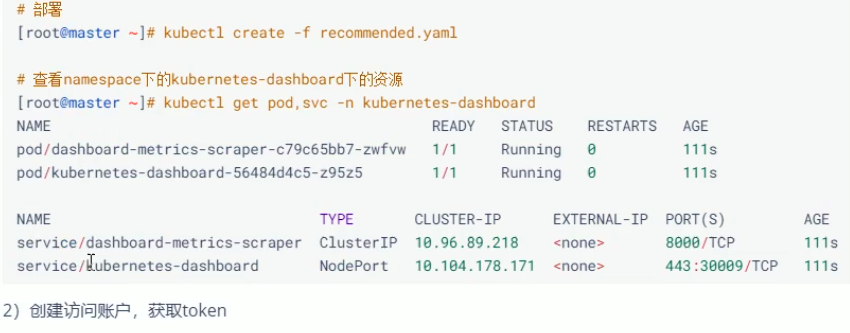 # 部署
[root@master ~]# kubectl create -f recommended.yaml
# 查看namespace下的kubernetes-dashboard下的资源
[root@master ~]# kubectl get pod,svc -n kubernetes-dashboard
NAME READY STATUS RESTARTS AGE
pod/dashboard-metrics-scraper-c79c65bb7-zwfvw 1/1 Running 0 111s
pod/kubernetes-dashboard-56484d4c5-z95z5 1/1 Running 0 111s
NAME TYPE CLUSTER-IP EXTERNAL-IP PORT(S) AGE
service/dashboard-metrics-scraper ClusterIP 10.96.89.218 <none> 8000/TCP 111s
service/kubernetes-dashboard NodePort 10.104.178.171 <none> 443:30009/TCP 111s
2）创建访问账户，获取token